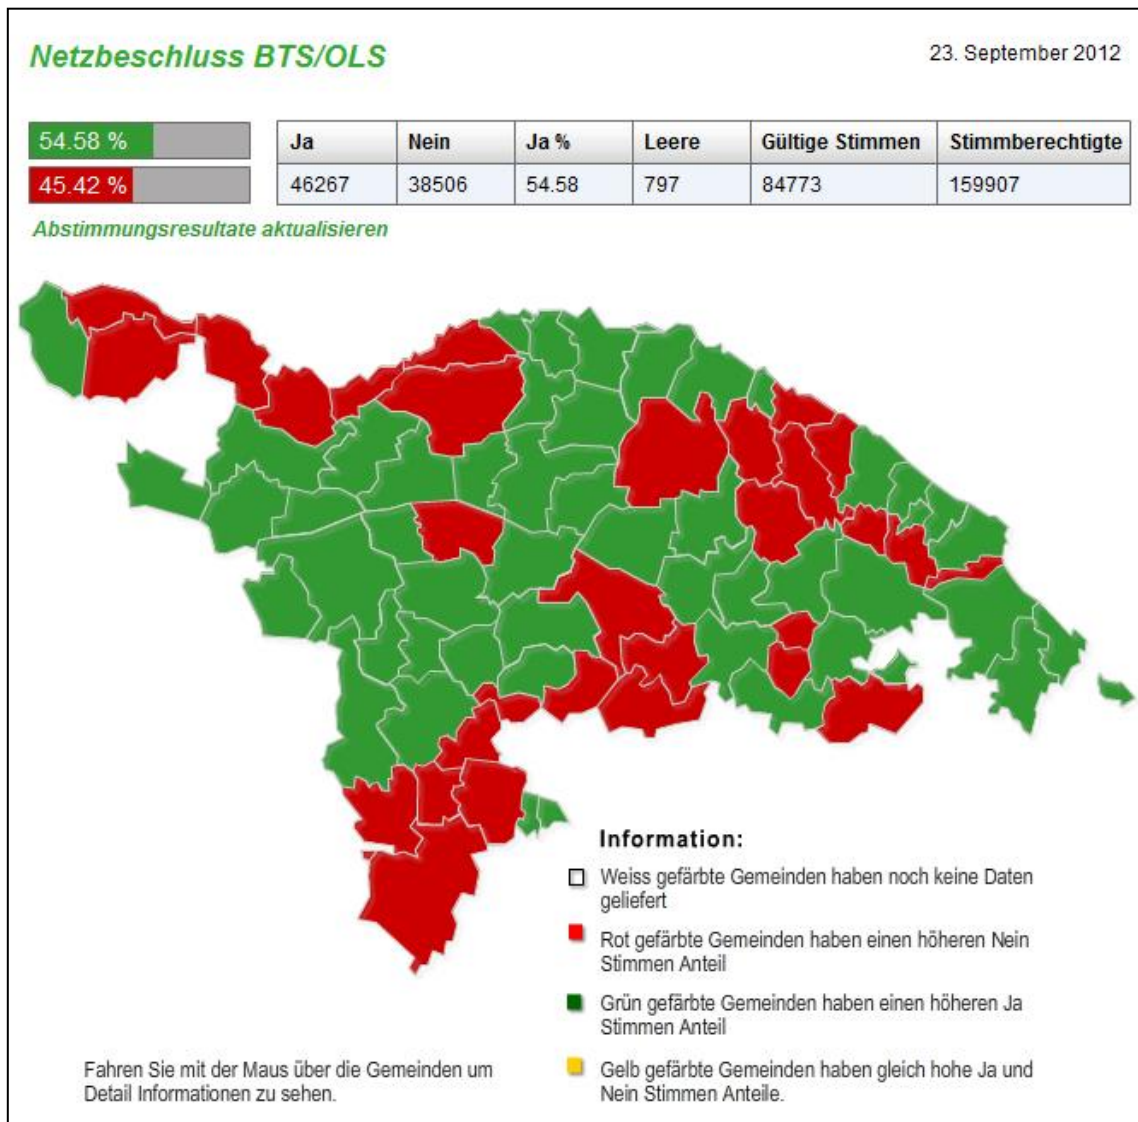 Netzbeschluss BTS/OLS
23. September 2012
54.58 %
45.42 %
Ja Nein Ja % Leere Gültige Stimmen Stimmberechtigte
46267 38506 54.58 797 84773 159907
Abstimmungsresultate aktualisieren
Information:
Weiss gefärbte Gemeinden haben noch keine Daten
geliefert
Rot gefärbte Gemeinden haben einen höheren Nein
Stimmen Anteil
Grün gefärbte Gemeinden haben einen höheren Ja
Stimmen Anteil
Gelb gefärbte Gemeinden haben gleich hohe Ja und
Nein Stimmen Anteile.
Fahren Sie mit der Maus über die Gemeinden um
Detail Informationen zu sehen.